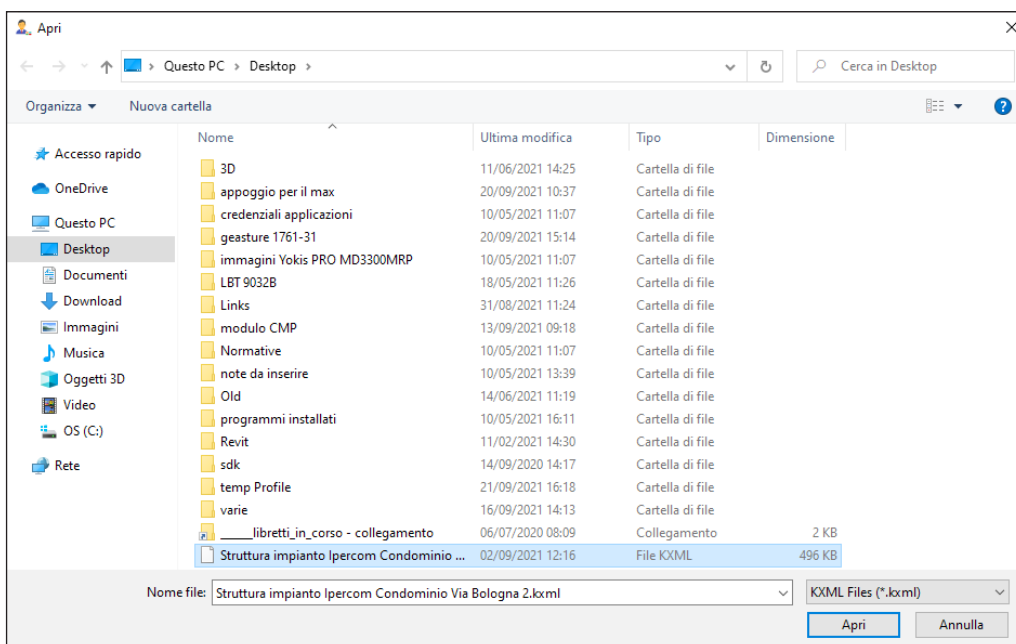 Apri
Questo PC > Desktop >
Cerca in Desktop
Organizza
Nuova cartella
Nome Ultima modifica Tipo Dimensione
Accesso rapido
OneDrive
Questo PC
Desktop
Documenti
Download
Immagini
Musica
Oggetti 3D
Video
OS (C:)
Rete
3D 11/06/2021 14:25 Cartella di file
appoggio per il max 20/09/2021 10:37 Cartella di file
credenziali applicazioni 10/05/2021 11:07 Cartella di file
geasture 1761-31 20/09/2021 15:14 Cartella di file
immagini Yokis PRO MD3300MRP 10/05/2021 11:07 Cartella di file
LBT 9032B 18/05/2021 11:26 Cartella di file
Links 31/08/2021 11:24 Cartella di file
modulo CMP 13/09/2021 09:18 Cartella di file
Normative 10/05/2021 11:07 Cartella di file
note da inserire 10/05/2021 13:39 Cartella di file
Old 14/06/2021 11:19 Cartella di file
programmi installati 10/05/2021 16:11 Cartella di file
Revit 11/02/2021 14:30 Cartella di file
sdk 14/09/2020 14:17 Cartella di file
temp Profile 21/09/2021 16:18 Cartella di file
varie 16/09/2021 14:13 Cartella di file
_____libretti_in_corso - collegamento 06/07/2020 08:09 Collegamento 2 KB
Struttura impianto Ipercom Condominio ... 02/09/2021 12:16 File KXML 496 KB
Nome file: Struttura impianto Ipercom Condominio Via Bologna 2.kxml
KXML Files (*.kxml)
Apri
Annulla